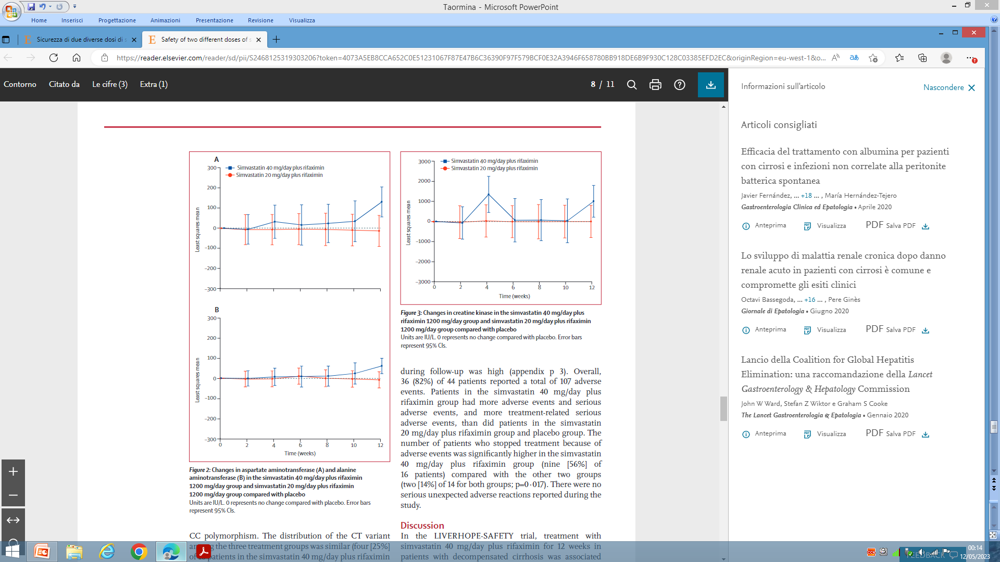 Taormina - Microsoft PowerPoint
Home Inserisci Progettazione Animazioni Presentazione Revisione Visualizza
Sicurezza di due diverse dosi di s
Safety of two different doses of s
https://reader.elsevier.com/reader/sd/pii/S2468125319303206?token=4073A5EB8CCA652C0E51231067F87E47B6C36390F97F579BCF0E32A3946F658780BB918DE6B9F930C128C03385EFD2EC&originRegion=eu-west-1&o...
Contorno Citato da Le cifre (3) Extra (1)
8 / 11
A
Simvastatin 40 mg/day plus rifaximin
Simvastatin 20 mg/day plus rifaximin
300
200
100
0
−100
−200
−300
Least squares mean
B
300
200
100
0
−100
−200
−300
Least squares mean
0 2 4 6 8 10 12
Time (weeks)
Figure 2: Changes in aspartate aminotransferase (A) and alanine
aminotransferase (B) in the simvastatin 40 mg/day plus rifaximin
1200 mg/day group and simvastatin 20 mg/day plus rifaximin
1200 mg/day group compared with placebo
Units are IU/L. 0 represents no change compared with placebo. Error bars
represent 95% CIs.
CC polymorphism. The distribution of the CT variant
the three treatment groups was similar (four [25%]
patients in the simvastatin 40 mg/day plus rifaximin
Simvastatin 40 mg/day plus rifaximin
Simvastatin 20 mg/day plus rifaximin
3000
2000
1000
0
−1000
−2000
−3000
Least squares mean
0 2 4 6 8 10 12
Time (weeks)
Figure 3: Changes in creatine kinase in the simvastatin 40 mg/day plus
rifaximin 1200 mg/day group and simvastatin 20 mg/day plus rifaximin
1200 mg/day group compared with placebo
Units are IU/L. 0 represents no change compared with placebo. Error bars
represent 95% CIs.
during follow-up was high (appendix p 3). Overall,
36 (82%) of 44 patients reported a total of 107 adverse
events. Patients in the simvastatin 40 mg/day plus
rifaximin group had more adverse events and serious
adverse events, and more treatment-related serious
adverse events, than did patients in the simvastatin
20 mg/day plus rifaximin group and placebo group. The
number of patients who stopped treatment because of
adverse events was significantly higher in the simvastatin
40 mg/day plus rifaximin group (nine [56%] of
16 patients) compared with the other two groups
(two [14%] of 14 for both groups; p=0·017). There were no
serious unexpected adverse reactions reported during the
study.
Discussion
In the LIVERHOPE-SAFETY trial, treatment with
simvastatin 40 mg/day plus rifaximin for 12 weeks in
patients with decompensated cirrhosis was associated
Informazioni sull'articolo
Nascondere
Articoli consigliati
Efficacia del trattamento con albumina per pazienti
con cirrosi e infezioni non correlate alla peritonite
batterica spontanea
Javier Fernández, ... +18 ... , María Hernández-Tejero
Gastroenterologia Clinica ed Epatologia • Aprile 2020
Anteprima Visualizza PDF Salva PDF
Lo sviluppo di malattia renale cronica dopo danno
renale acuto in pazienti con cirrosi è comune e
compromette gli esiti clinici
Octavi Bassegoda, ... +16 ... , Pere Ginès
Giornale di Epatologia • Giugno 2020
Anteprima Visualizza PDF Salva PDF
Lancio della Coalition for Global Hepatitis
Elimination: una raccomandazione della Lancet
Gastroenterology & Hepatology Commission
John W Ward, Stefan Z Wiktor e Graham S Cooke
The Lancet Gastroenterologia & Epatologia • Gennaio 2020
Anteprima Visualizza PDF Salva PDF
FEEDBACK
00:14
12/05/2023